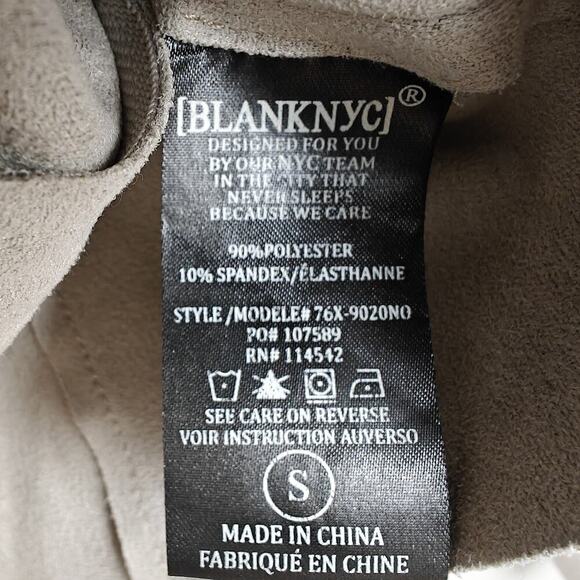 [BLANKNYC]®
DESIGNED FOR YOU
BY OUR NYC TEAM
IN THE CITY THAT
NEVER SLEEPS
BECAUSE WE CARE
90%POLYESTER
10% SPANDEX/ÉLASTHANNE
STYLE /MODELE# 76X-9020NO
PO# 107589
RN# 114542
SEE CARE ON REVERSE
VOIR INSTRUCTION AUVERSO
S
MADE IN CHINA
FABRIQUÉ EN CHINE